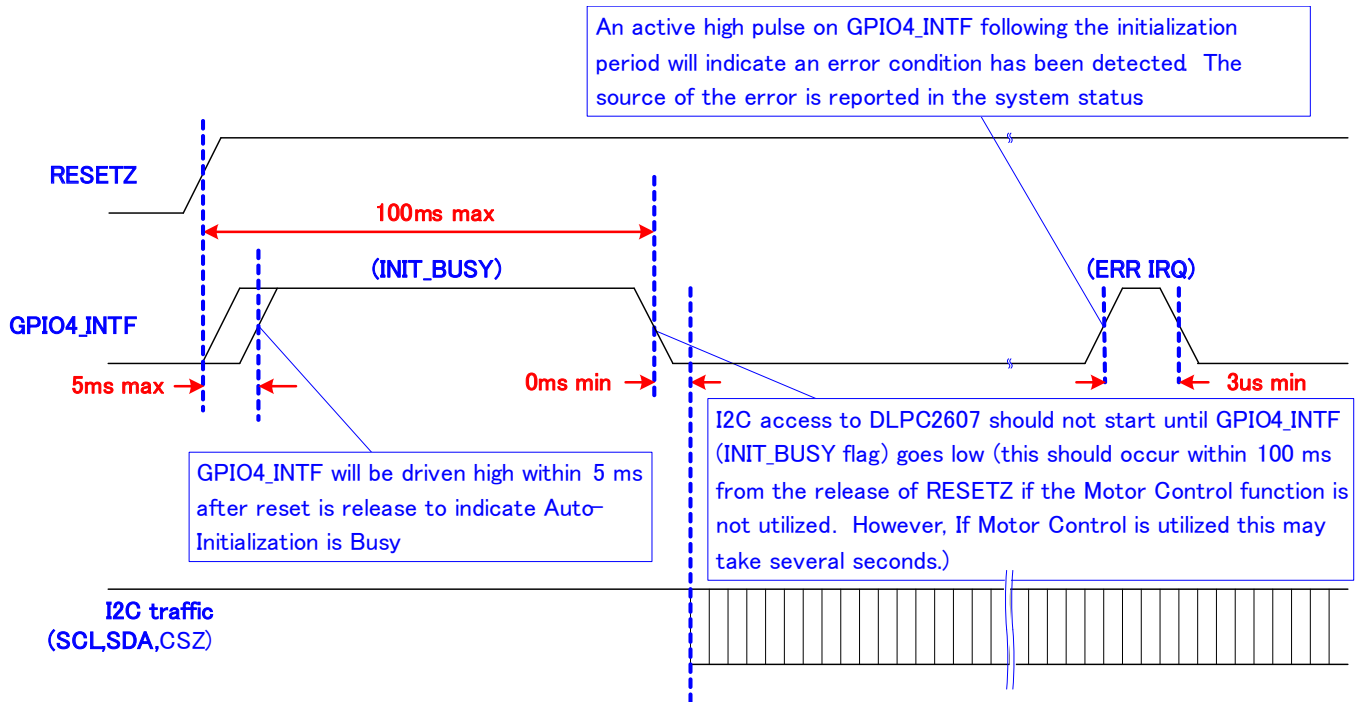 An active high pulse on GPIO4_INTF following the initialization
period will indicate an error condition has been detected. The
source of the error is reported in the system status
RESETZ
100ms max
(INIT_BUSY)
(ERR IRQ)
GPIO4_INTF
5ms max
0ms min
3us min
I2C access to DLPC2607 should not start until GPIO4_INTF
(INIT_BUSY flag) goes low (this should occur within 100 ms
from the release of RESETZ if the Motor Control function is
not utilized. However, If Motor Control is utilized this may
take several seconds.)
GPIO4_INTF will be driven high within 5 ms
after reset is release to indicate Auto-
Initialization is Busy
I2C traffic
(SCL,SDA,CSZ)